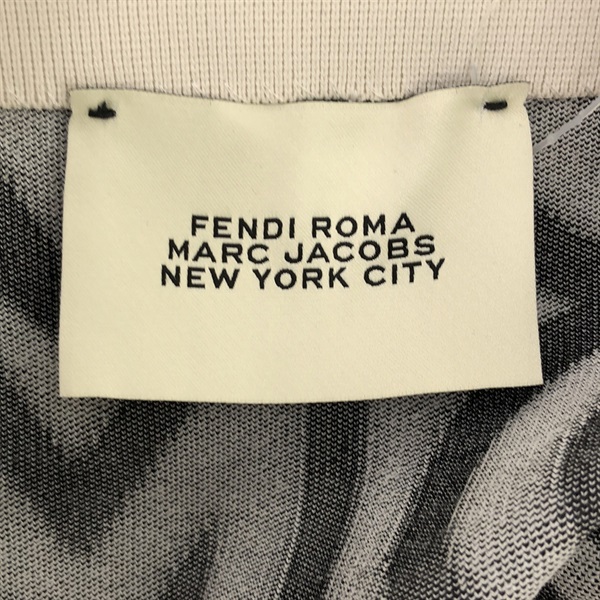 FENDI ROMA
MARC JACOBS
NEW YORK CITY